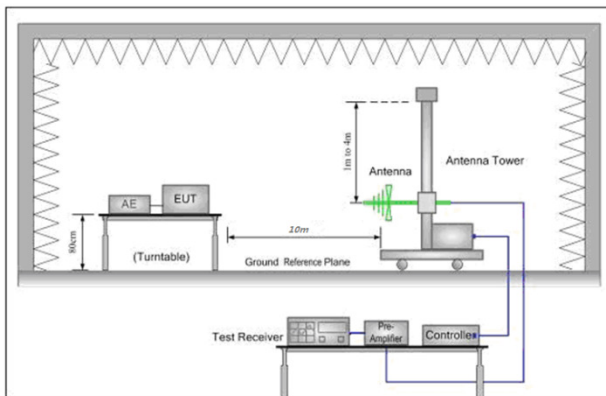 1m to 4m
Antenna
Antenna Tower
AE
EUT
80cm
(Turntable)
10m
Ground Reference Plane
Test Receiver
Pre-
Amplifier
Controller